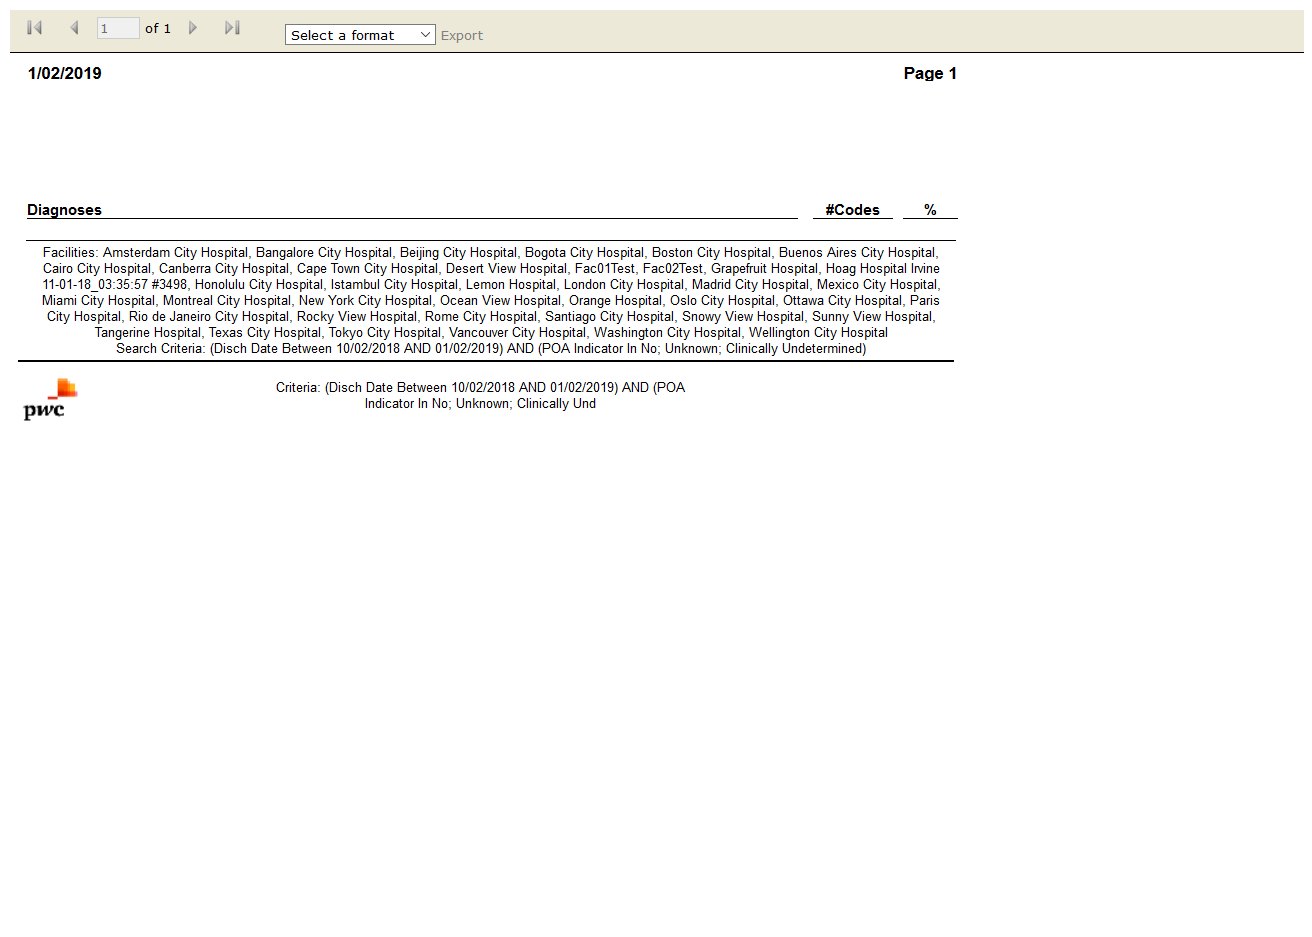 1 of 1
Select a format Export
1/02/2019 Page 1
Diagnoses #Codes %
Facilities: Amsterdam City Hospital, Bangalore City Hospital, Beijing City Hospital, Bogota City Hospital, Boston City Hospital, Buenos Aires City Hospital,
Cairo City Hospital, Canberra City Hospital, Cape Town City Hospital, Desert View Hospital, Fac01Test, Fac02Test, Grapefruit Hospital, Hoag Hospital Irvine
11-01-18_03:35:57 #3498, Honolulu City Hospital, Istambul City Hospital, Lemon Hospital, London City Hospital, Madrid City Hospital, Mexico City Hospital,
Miami City Hospital, Montreal City Hospital, New York City Hospital, Ocean View Hospital, Orange Hospital, Oslo City Hospital, Ottawa City Hospital, Paris
City Hospital, Rio de Janeiro City Hospital, Rocky View Hospital, Rome City Hospital, Santiago City Hospital, Snowy View Hospital, Sunny View Hospital,
Tangerine Hospital, Texas City Hospital, Tokyo City Hospital, Vancouver City Hospital, Washington City Hospital, Wellington City Hospital
Search Criteria: (Disch Date Between 10/02/2018 AND 01/02/2019) AND (POA Indicator In No; Unknown; Clinically Undetermined)
pwc
Criteria: (Disch Date Between 10/02/2018 AND 01/02/2019) AND (POA
Indicator In No; Unknown; Clinically Und